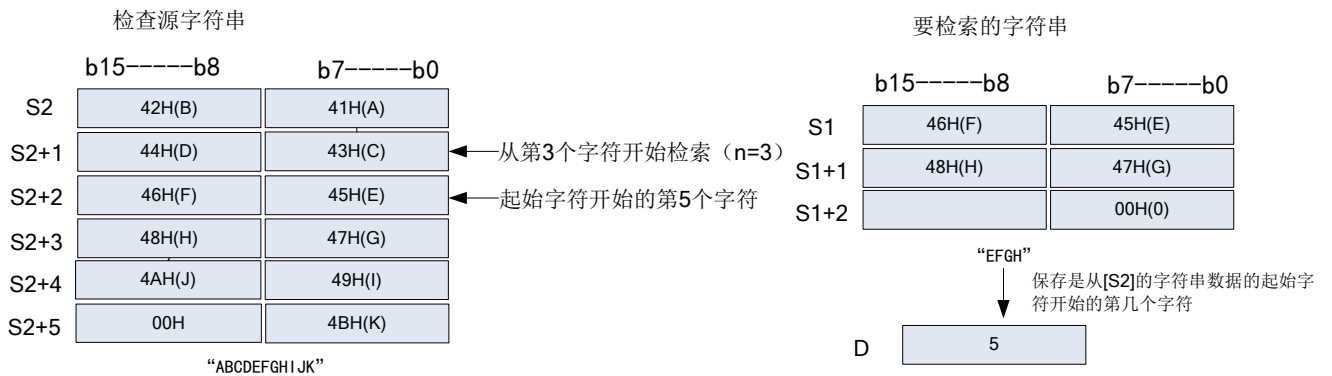 检查源字符串
b15-----b8 b7-----b0
S2 42H(B) 41H(A)
S2+1 44H(D) 43H(C) 从第3个字符开始检索（n=3）
S2+2 46H(F) 45H(E) 起始字符开始的第5个字符
S2+3 48H(H) 47H(G)
S2+4 4AH(J) 49H(I)
S2+5 00H 4BH(K)
“ABCDEFGHIJK”
要检索的字符串
b15-----b8 b7-----b0
S1 46H(F) 45H(E)
S1+1 48H(H) 47H(G)
S1+2 00H(0)
“EFGH”
保存是从[S2]的字符串数据的起始字
符开始的第几个字符
D 5